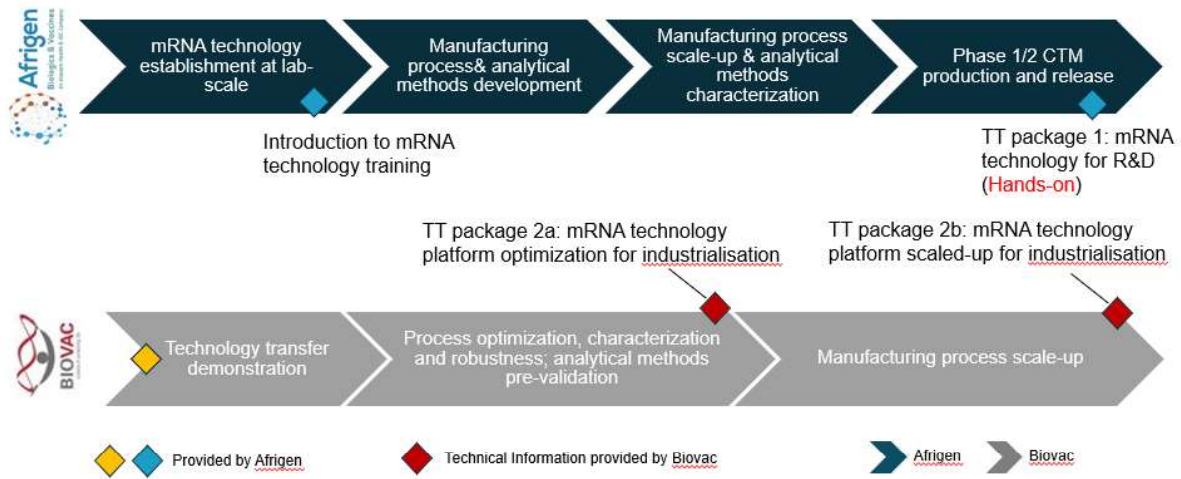 Afrigen
Biologics & Vaccines
mRNA technology
establishment at lab-
scale
Manufacturing
process& analytical
methods development
Manufacturing process
scale-up & analytical
methods
characterization
Phase 1/2 CTM
production and release
Introduction to mRNA
technology training
TT package 1: mRNA
technology for R&D
(Hands-on)
TT package 2a: mRNA technology
platform optimization for industrialisation
TT package 2b: mRNA technology
platform scaled-up for industrialisation
BIOVAC
Technology transfer
demonstration
Process optimization, characterization
and robustness; analytical methods
pre-validation
Manufacturing process scale-up
Provided by Afrigen
Technical Information provided by Biovac
Afrigen
Biovac